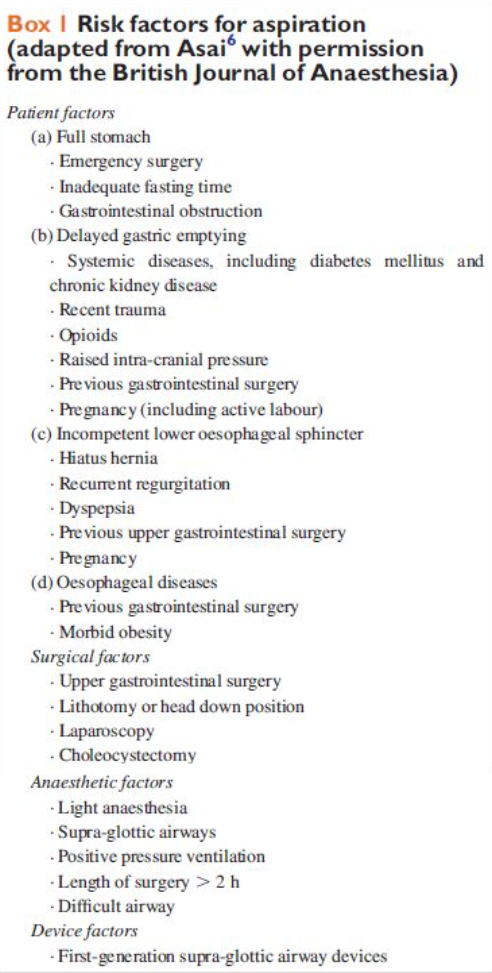 Box 1 Risk factors for aspiration
(adapted from Asai6 with permission
from the British Journal of Anaesthesia)
Patient factors
(a) Full stomach
· Emergency surgery
· Inadequate fasting time
· Gastrointestinal obstruction
(b) Delayed gastric emptying
· Systemic diseases, including diabetes mellitus and
chronic kidney disease
· Recent trauma
· Opioids
· Raised intra-cranial pressure
· Previous gastrointestinal surgery
· Pregnancy (including active labour)
(c) Incompetent lower oesophageal sphincter
· Hiatus hernia
· Recurrent regurgitation
· Dyspepsia
· Previous upper gastrointestinal surgery
· Pregnancy
(d) Oesophageal diseases
· Previous gastrointestinal surgery
· Morbid obesity
Surgical factors
· Upper gastrointestinal surgery
· Lithotomy or head down position
· Laparoscopy
· Choleocystectomy
Anaesthetic factors
· Light anaesthesia
· Supra-glottic airways
· Positive pressure ventilation
· Length of surgery > 2 h
· Difficult airway
Device factors
· First-generation supra-glottic airway devices